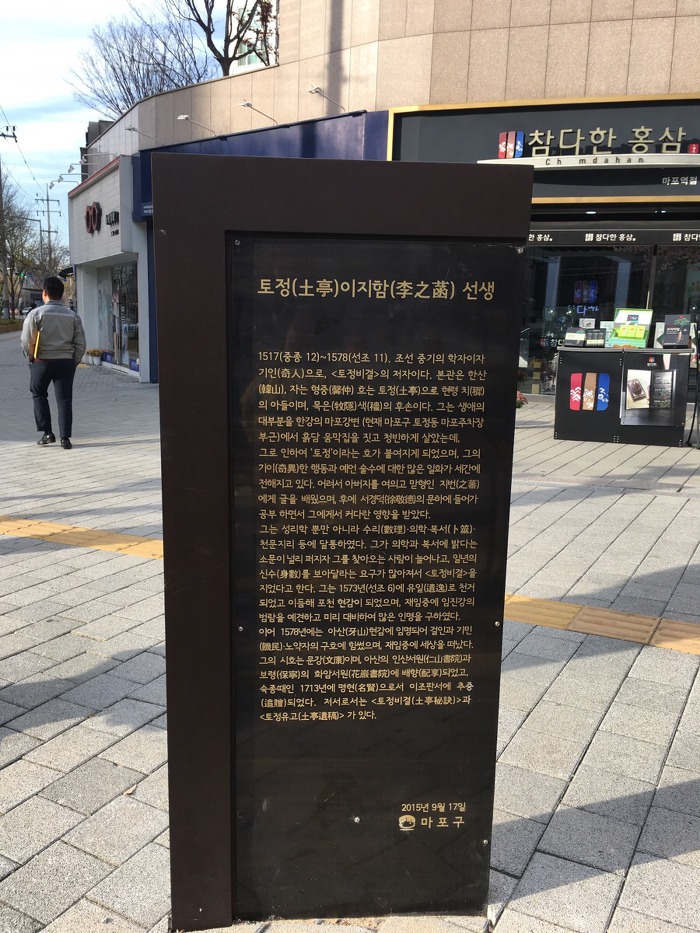 참다한 홍삼
Ch mdahan
마포역점
홍삼
참다한 홍삼
참다한
토정(土亭)이지함(李之菡) 선생
1517(중종 12)~1578(선조 11). 조선 중기의 학자이자
기인(奇人)으로, <토정비결>의 저자이다. 본관은 한산
(韓山), 자는 형중(馨仲) 호는 토정(土亭)으로 현령 치(穉)
의 아들이며, 목은(牧隱)색(穡)의 후손이다. 그는 생애의
대부분을 한강의 마포강변 (현재 마포구 토정동 마포주차장
부근)에서 흙담 움막집을 짓고 청빈하게 살았는데,
그로 인하여 '토정'이라는 호가 붙여지게 되었으며, 그의
기이(奇異)한 행동과 예언 술수에 대한 많은 일화가 세간에
전해지고 있다. 어려서 아버지를 여의고 맏형인 지번(之蕃)
에게 글을 배웠으며, 후에 서경덕(徐敬德)의 문하에 들어가
공부 하면서 그에게서 커다란 영향을 받았다.
그는 성리학 뿐만 아니라 수리(數理)·의학·복서(卜筮)·
천문지리 등에 달통하였다. 그가 의학과 복서에 밝다는
소문이 널리 퍼지자 그를 찾아오는 사람이 늘어나고, 일년의
신수(身數)를 보아달라는 요구가 많아져서 <토정비결>을
지었다고 한다. 그는 1573년(선조 6)에 유일(遺逸)로 천거
되었고 이듬해 포천 현감이 되었으며, 재임중에 임진강의
범람을 예견하고 미리 대비하여 많은 인명을 구하였다.
이어 1578년에는 아산(牙山)현감에 임명되어 걸인과 기민
(饑民)·노약자의 구호에 힘썼으며, 재임중에 세상을 떠났다.
그의 시호는 문강(文康)이며, 아산의 인산서원(仁山書院)과
보령(保寧)의 화암서원(花巖書院)에 배향(配享)되었고,
숙종때인 1713년에 명현(名賢)으로서 이조판서에 추증
(追贈)되었다. 저서로서는 <토정비결(土亭秘訣)>과
<토정유고(土亭遺稿)> 가 있다.
2015년 9월 17일
마포구